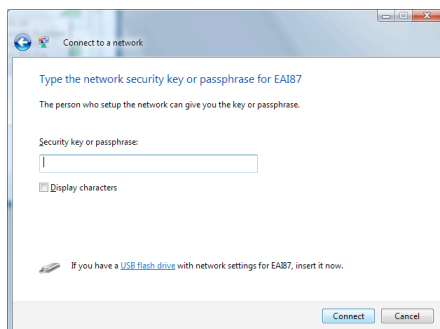 Connect to a network
Type the network security key or passphrase for EAI87
The person who setup the network can give you the key or passphrase.
Security key or passphrase:
Display characters
If you have a USB flash drive with network settings for EAI87, insert it now.
Connect Cancel